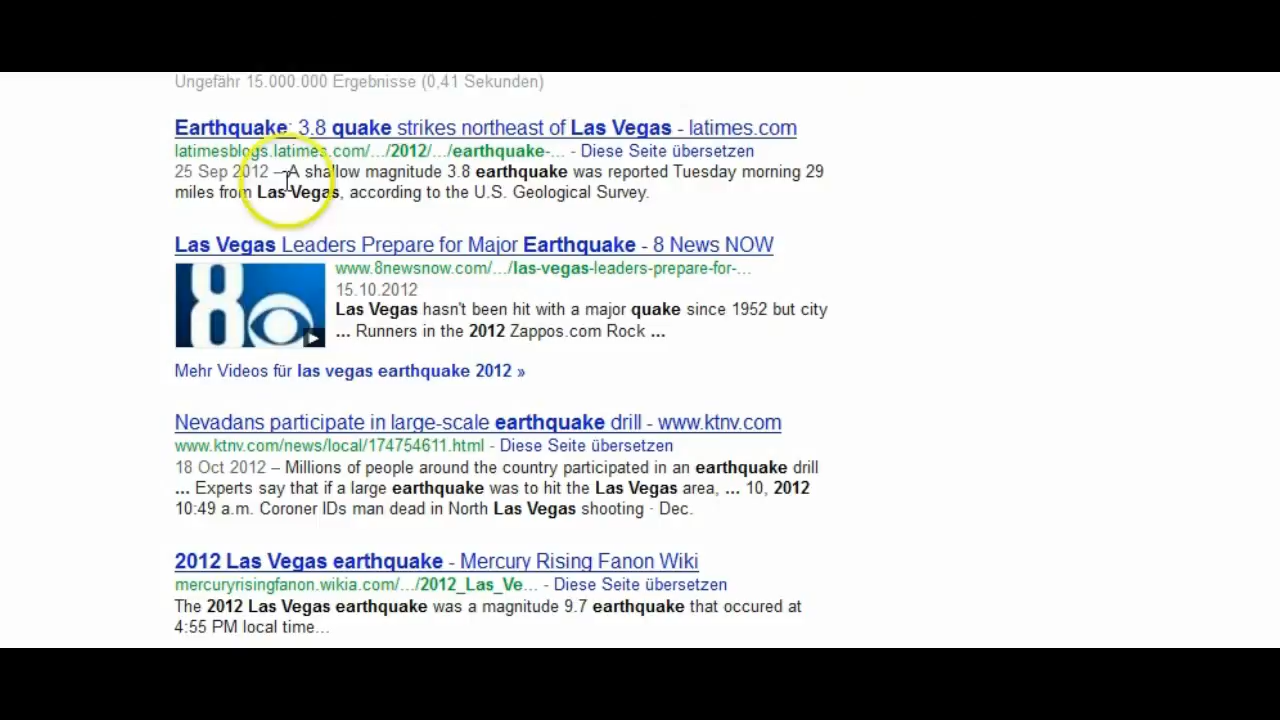 Ungefähr 15.000.000 Ergebnisse (0,41 Sekunden)
Earthquake: 3.8 quake strikes northeast of Las Vegas - latimes.com
latimesblogs.latimes.com/.../2012/.../earthquake-... - Diese Seite übersetzen
25 Sep 2012 – A shallow magnitude 3.8 earthquake was reported Tuesday morning 29
miles from Las Vegas, according to the U.S. Geological Survey.
Las Vegas Leaders Prepare for Major Earthquake - 8 News NOW
8
www.8newsnow.com/.../las-vegas-leaders-prepare-for-...
15.10.2012
Las Vegas hasn't been hit with a major quake since 1952 but city
... Runners in the 2012 Zappos.com Rock ...
Mehr Videos für las vegas earthquake 2012 »
Nevadans participate in large-scale earthquake drill - www.ktnv.com
www.ktnv.com/news/local/174754611.html - Diese Seite übersetzen
18 Oct 2012 – Millions of people around the country participated in an earthquake drill
... Experts say that if a large earthquake was to hit the Las Vegas area, ... 10, 2012
10:49 a.m. Coroner IDs man dead in North Las Vegas shooting · Dec.
2012 Las Vegas earthquake - Mercury Rising Fanon Wiki
mercuryrisingfanon.wikia.com/.../2012_Las_Ve... - Diese Seite übersetzen
The 2012 Las Vegas earthquake was a magnitude 9.7 earthquake that occured at
4:55 PM local time...